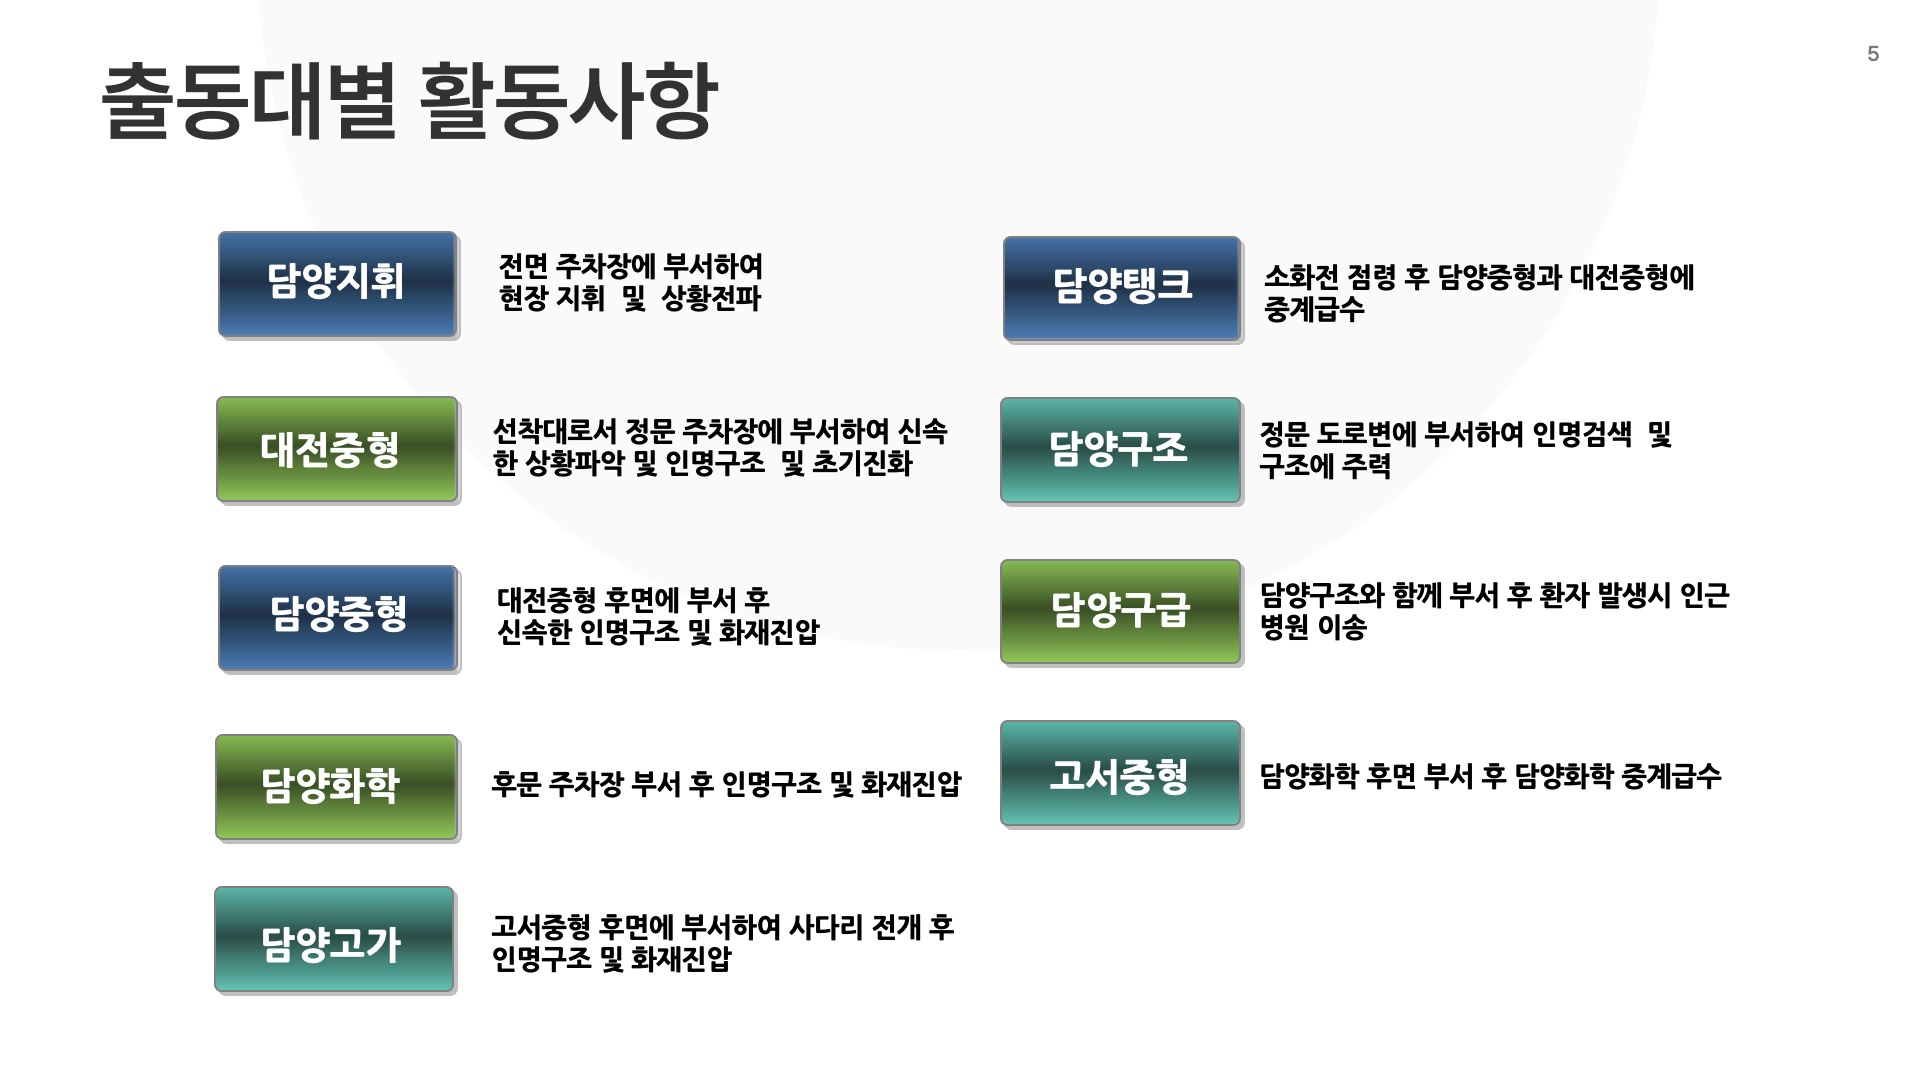 5
출동대별 활동사항
담양지휘
전면 주차장에 부서하여
현장 지휘 및 상황전파
대전중형
선착대로서 정문 주차장에 부서하여 신속
한 상황파악 및 인명구조 및 초기진화
담양중형
대전중형 후면에 부서 후
신속한 인명구조 및 화재진압
담양화학
후문 주차장 부서 후 인명구조 및 화재진압
담양고가
고서중형 후면에 부서하여 사다리 전개 후
인명구조 및 화재진압
담양탱크
소화전 점령 후 담양중형과 대전중형에
중계급수
담양구조
정문 도로변에 부서하여 인명검색 및
구조에 주력
담양구급
담양구조와 함께 부서 후 환자 발생시 인근
병원 이송
고서중형
담양화학 후면 부서 후 담양화학 중계급수